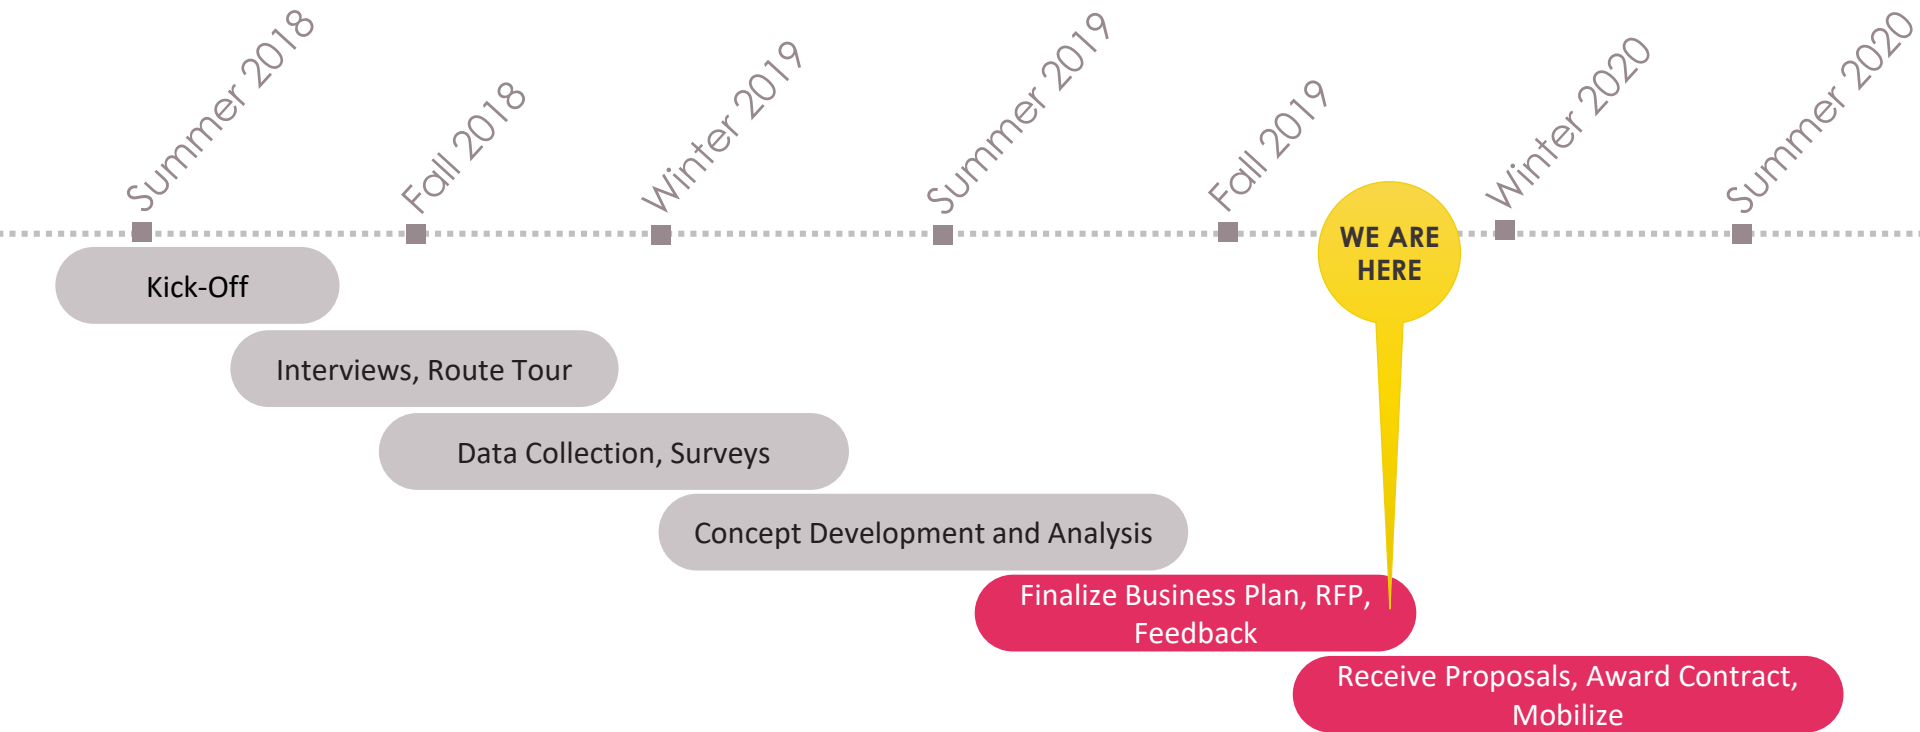 Summer 2018
Fall 2018
Winter 2019
Summer 2019
Fall 2019
Winter 2020
Summer 2020
WE ARE
HERE
Kick-Off
Interviews, Route Tour
Data Collection, Surveys
Concept Development and Analysis
Finalize Business Plan, RFP,
Feedback
Receive Proposals, Award Contract,
Mobilize